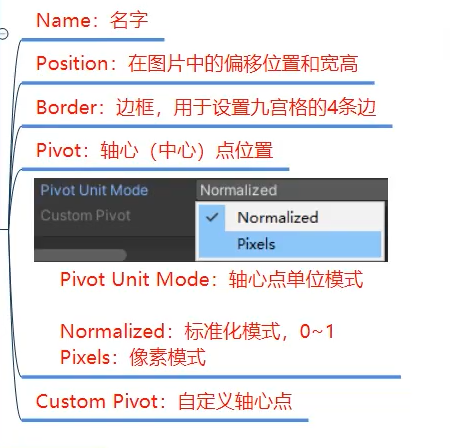 Name：名字
Position：在图片中的偏移位置和宽高
Border：边框，用于设置九宫格的4条边
Pivot：轴心（中心）点位置
Pivot Unit Mode Normalized
Custom Pivot Normalized
Pixels
Pivot Unit Mode：轴心点单位模式
Normalized：标准化模式，0~1
Pixels：像素模式
Custom Pivot：自定义轴心点